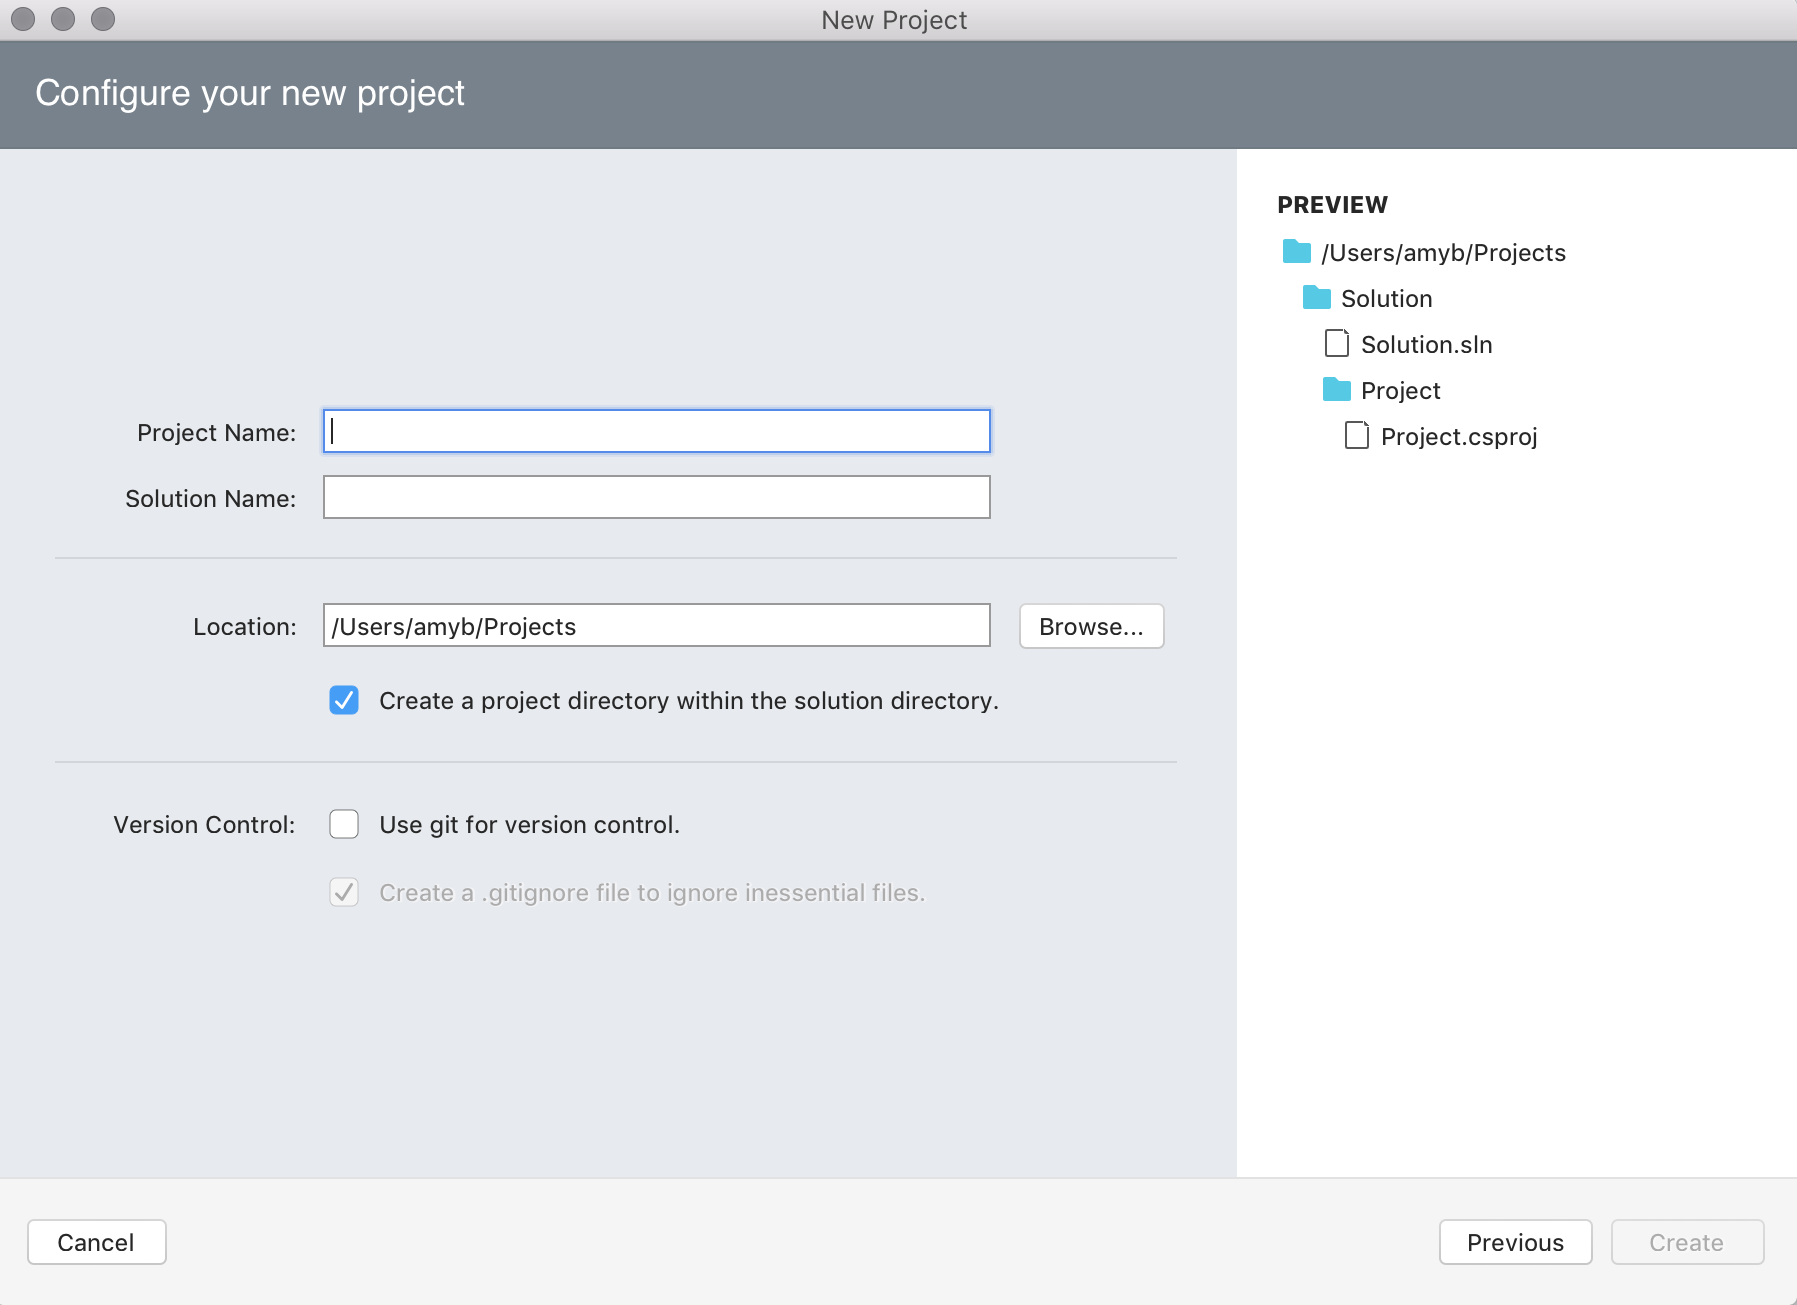 New Project
Configure your new project
Project Name:
Solution Name:
Location: /Users/amyb/Projects Browse...
Create a project directory within the solution directory.
Version Control: Use git for version control.
Create a .gitignore file to ignore inessential files.
PREVIEW
/Users/amyb/Projects
Solution
Solution.sln
Project
Project.csproj
Cancel Previous Create